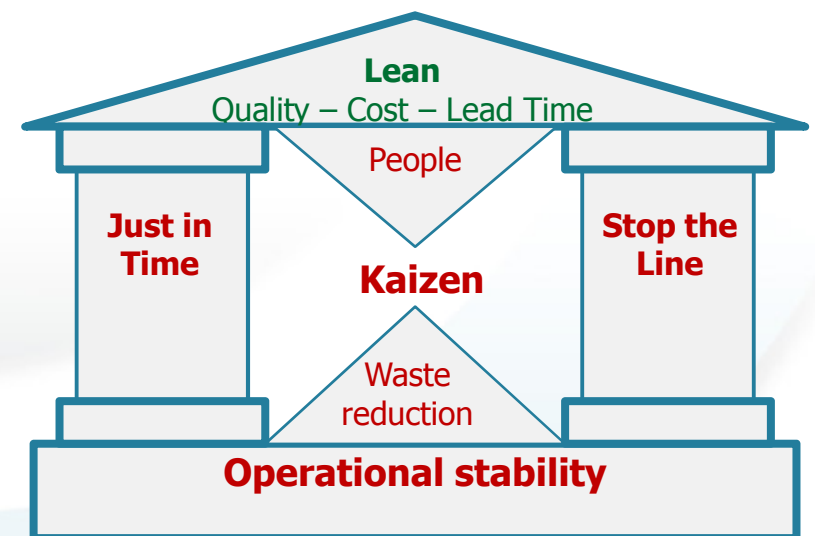 Lean
Quality – Cost – Lead Time
People
Just in
Time
Stop the
Line
Kaizen
Waste
reduction
Operational stability